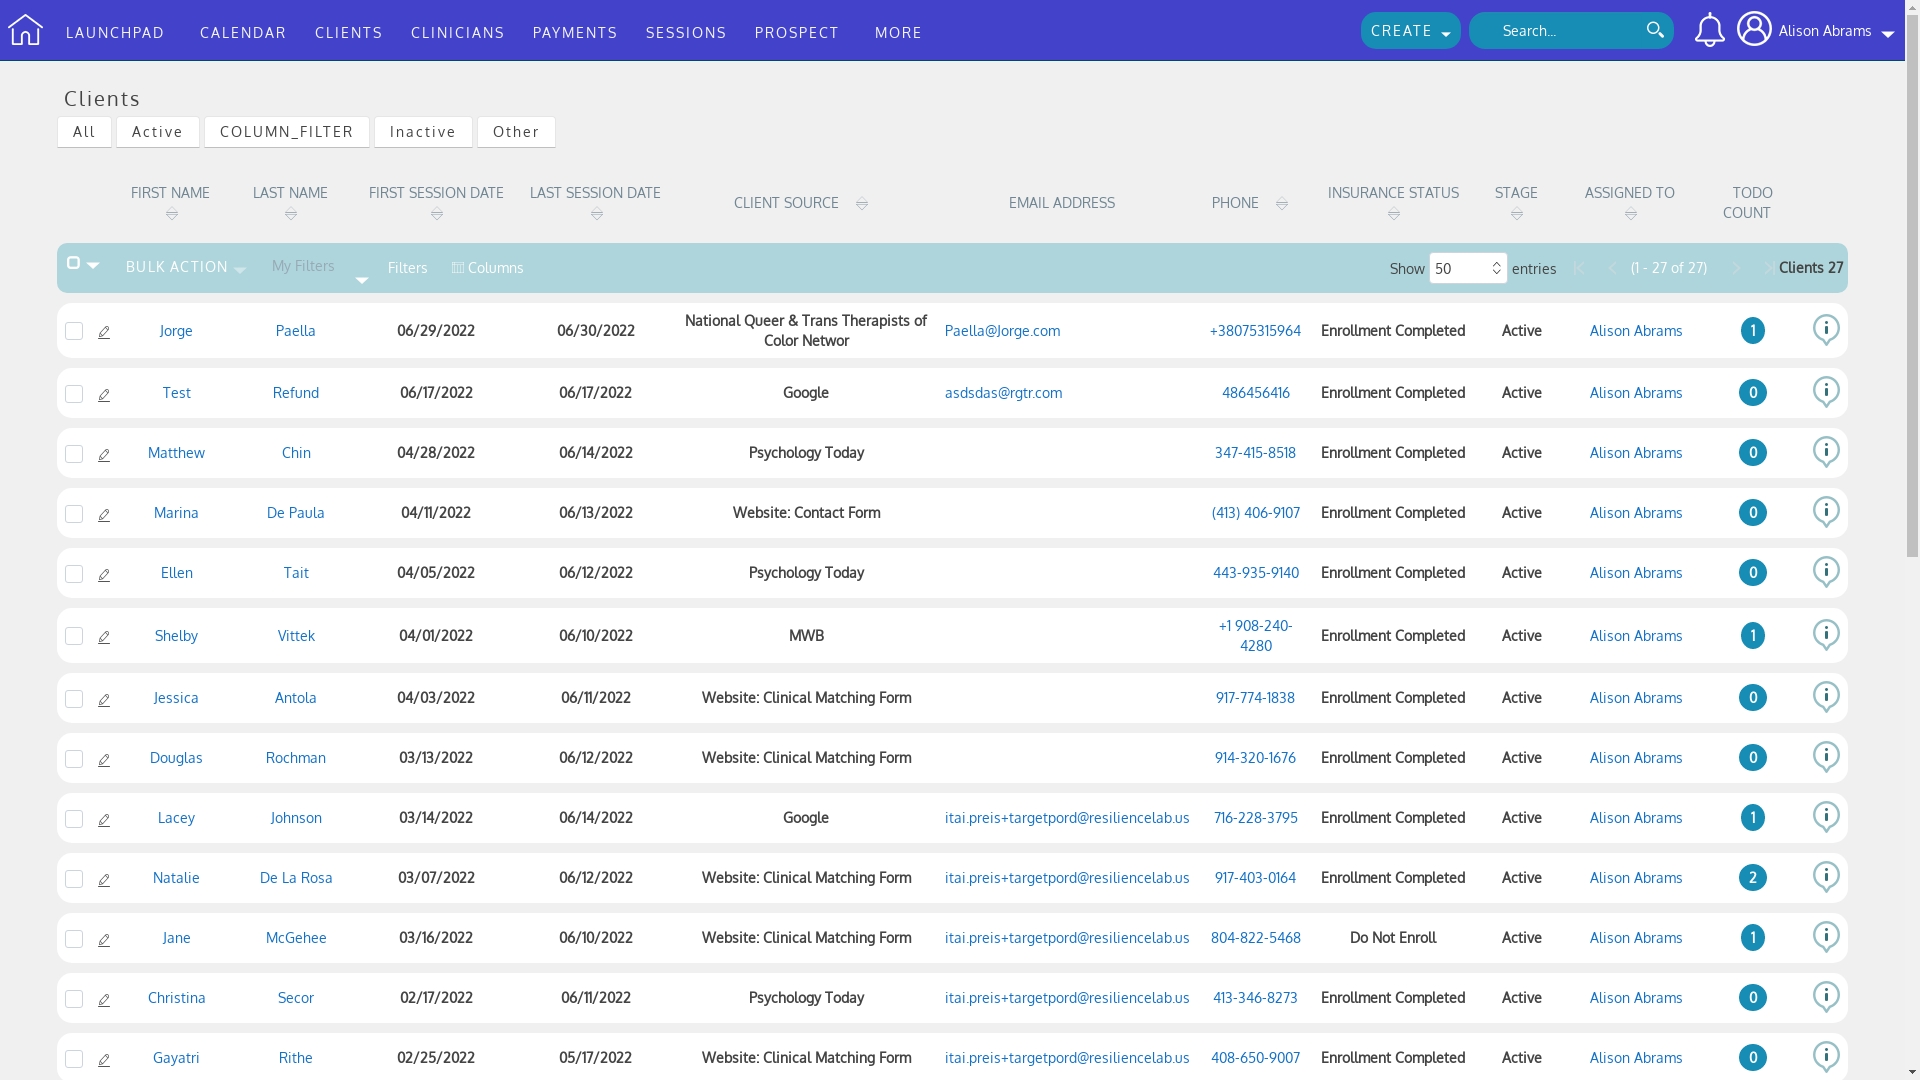 LAUNCHPAD CALENDAR CLIENTS CLINICIANS PAYMENTS SESSIONS PROSPECT MORE CREATE Search... Alison Abrams
Clients
All Active COLUMN_FILTER Inactive Other
FIRST NAME LAST NAME FIRST SESSION DATE LAST SESSION DATE CLIENT SOURCE EMAIL ADDRESS PHONE INSURANCE STATUS STAGE ASSIGNED TO TODO COUNT
BULK ACTION My Filters Filters Columns Show 50 entries (1 - 27 of 27) Clients 27
Jorge Paella 06/29/2022 06/30/2022 National Queer & Trans Therapists of Color Networ Paella@Jorge.com +38075315964 Enrollment Completed Active Alison Abrams 1
Test Refund 06/17/2022 06/17/2022 Google asdsdas@rgtr.com 486456416 Enrollment Completed Active Alison Abrams 0
Matthew Chin 04/28/2022 06/14/2022 Psychology Today 347-415-8518 Enrollment Completed Active Alison Abrams 0
Marina De Paula 04/11/2022 06/13/2022 Website: Contact Form (413) 406-9107 Enrollment Completed Active Alison Abrams 0
Ellen Tait 04/05/2022 06/12/2022 Psychology Today 443-935-9140 Enrollment Completed Active Alison Abrams 0
Shelby Vittek 04/01/2022 06/10/2022 MWB +1 908-240-4280 Enrollment Completed Active Alison Abrams 1
Jessica Antola 04/03/2022 06/11/2022 Website: Clinical Matching Form 917-774-1838 Enrollment Completed Active Alison Abrams 0
Douglas Rochman 03/13/2022 06/12/2022 Website: Clinical Matching Form 914-320-1676 Enrollment Completed Active Alison Abrams 0
Lacey Johnson 03/14/2022 06/14/2022 Google itai.preis+targetpord@resiliencelab.us 716-228-3795 Enrollment Completed Active Alison Abrams 1
Natalie De La Rosa 03/07/2022 06/12/2022 Website: Clinical Matching Form itai.preis+targetpord@resiliencelab.us 917-403-0164 Enrollment Completed Active Alison Abrams 2
Jane McGehee 03/16/2022 06/10/2022 Website: Clinical Matching Form itai.preis+targetpord@resiliencelab.us 804-822-5468 Do Not Enroll Active Alison Abrams 1
Christina Secor 02/17/2022 06/11/2022 Psychology Today itai.preis+targetpord@resiliencelab.us 413-346-8273 Enrollment Completed Active Alison Abrams 0
Gayatri Rithe 02/25/2022 05/17/2022 Website: Clinical Matching Form itai.preis+targetpord@resiliencelab.us 408-650-9007 Enrollment Completed Active Alison Abrams 0